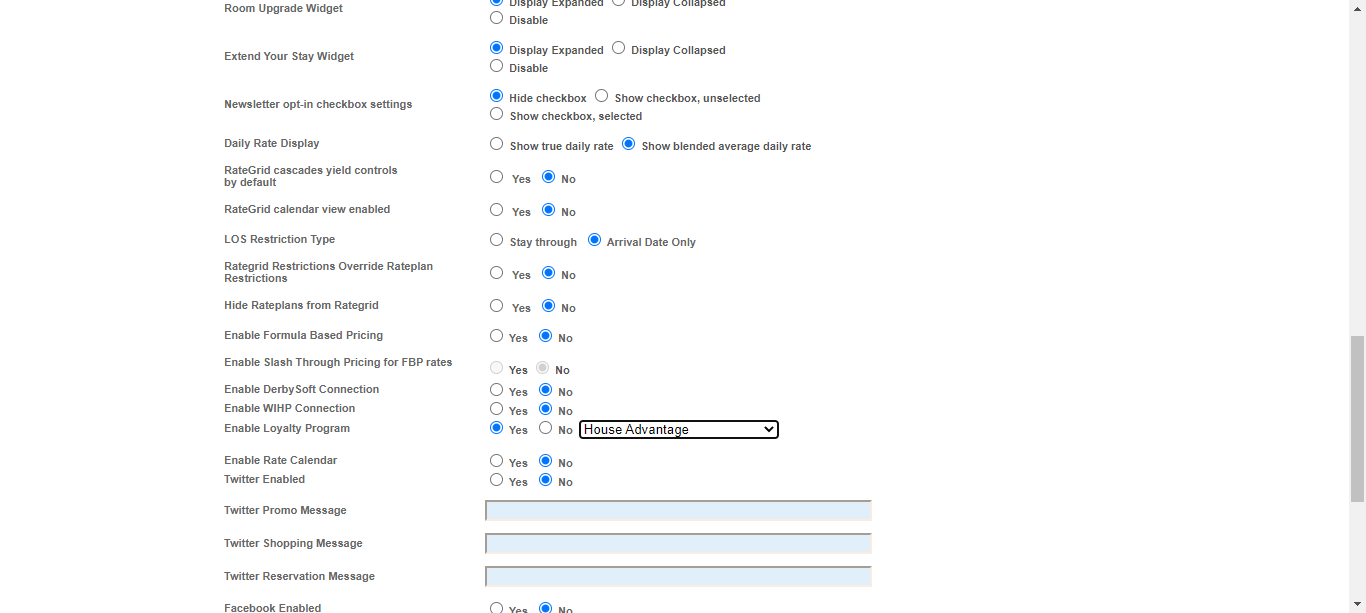 Room Upgrade Widget
Display Expanded Display Collapsed
Disable
Extend Your Stay Widget
Display Expanded Display Collapsed
Disable
Newsletter opt-in checkbox settings
Hide checkbox Show checkbox, unselected
Show checkbox, selected
Daily Rate Display
Show true daily rate Show blended average daily rate
RateGrid cascades yield controls
by default
Yes No
RateGrid calendar view enabled
Yes No
LOS Restriction Type
Stay through Arrival Date Only
Rategrid Restrictions Override Rateplan
Restrictions
Yes No
Hide Rateplans from Rategrid
Yes No
Enable Formula Based Pricing
Yes No
Enable Slash Through Pricing for FBP rates
Yes No
Enable DerbySoft Connection
Yes No
Enable WIHP Connection
Yes No
Enable Loyalty Program
Yes No House Advantage
Enable Rate Calendar
Yes No
Twitter Enabled
Yes No
Twitter Promo Message
Twitter Shopping Message
Twitter Reservation Message
Facebook Enabled
Yes No